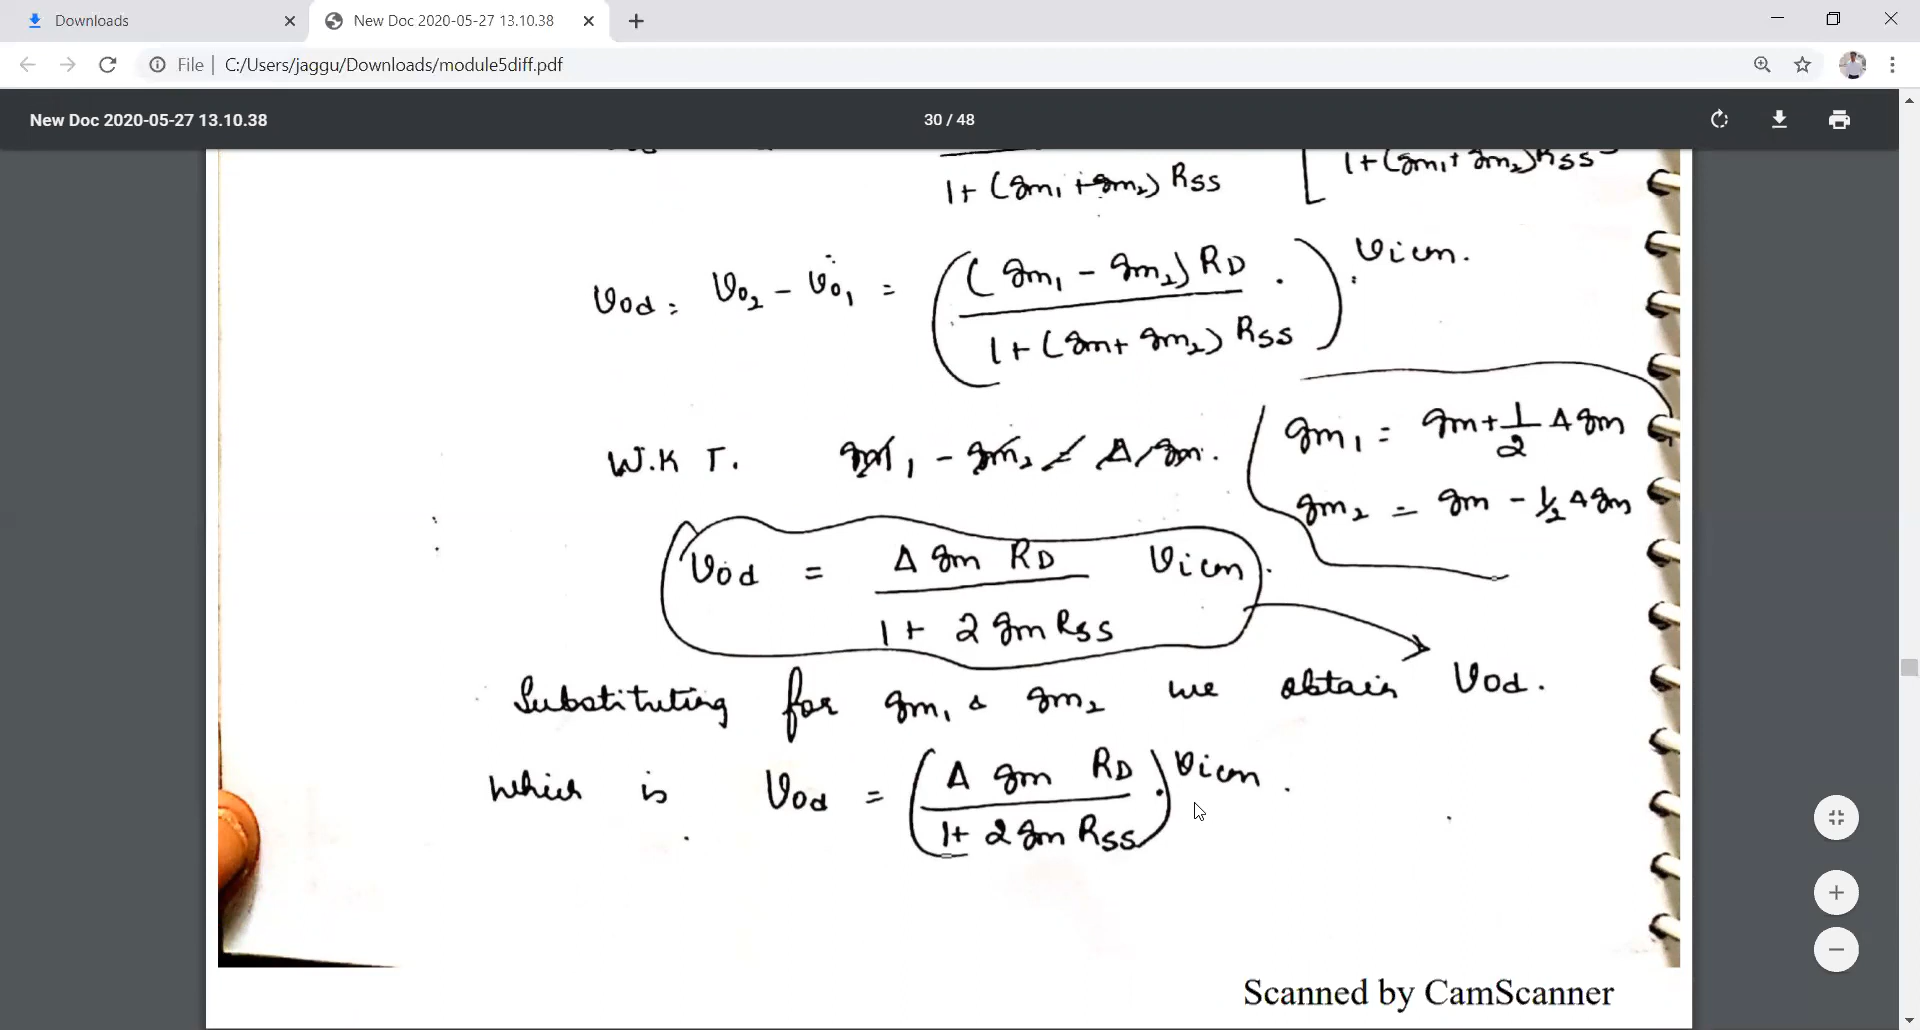 Downloads
New Doc 2020-05-27 13.10.38
File | C:/Users/jaggu/Downloads/module5diff.pdf
New Doc 2020-05-27 13.10.38
30 / 48
1+ (gm1 + gm2) RSS
1+(gm1+ gm2)RSS
Vod = Vo2 - Vo1 = ( (gm1 - gm2) RD / 1+ (gm+ gm2) RSS ) Vicm.
W.K T. gm1 - gm2 = Δ gm.
gm1 = gm+ 1/2 Δ gm
gm2 = gm - 1/2 Δ gm
Vod = Δ gm RD / 1+ 2 gm RSS Vicm.
Substituting for gm1 & gm2 we obtain Vod.
which is Vod = ( Δ gm RD / 1+ 2 gm RSS ) . Vicm .
Scanned by CamScanner